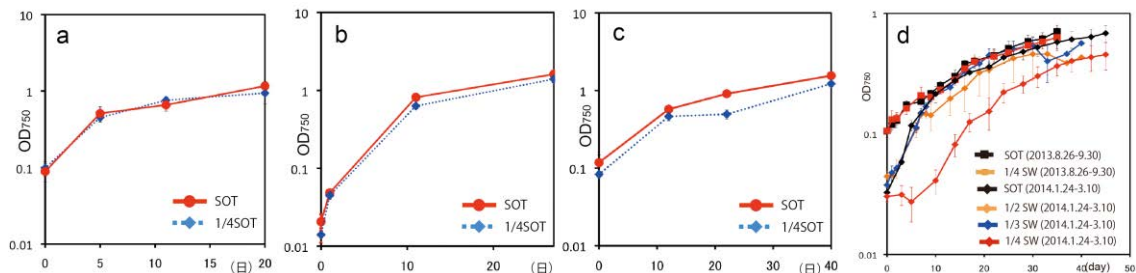 a
OD750
10
1
0.1
0.01
SOT
1/4SOT
0
5
10
15
20
(日)
b
OD750
10
1
0.1
0.01
SOT
1/4SOT
0
10
20
(日)
c
OD750
10
1
0.1
0.01
SOT
1/4SOT
0
10
20
30
40
(日)
d
OD750
1
0.1
0.01
SOT (2013.8.26-9.30)
1/4 SW (2013.8.26-9.30)
SOT (2014.1.24-3.10)
1/2 SW (2014.1.24-3.10)
1/3 SW (2014.1.24-3.10)
1/4 SW (2014.1.24-3.10)
0
10
20
30
40
50
(day)